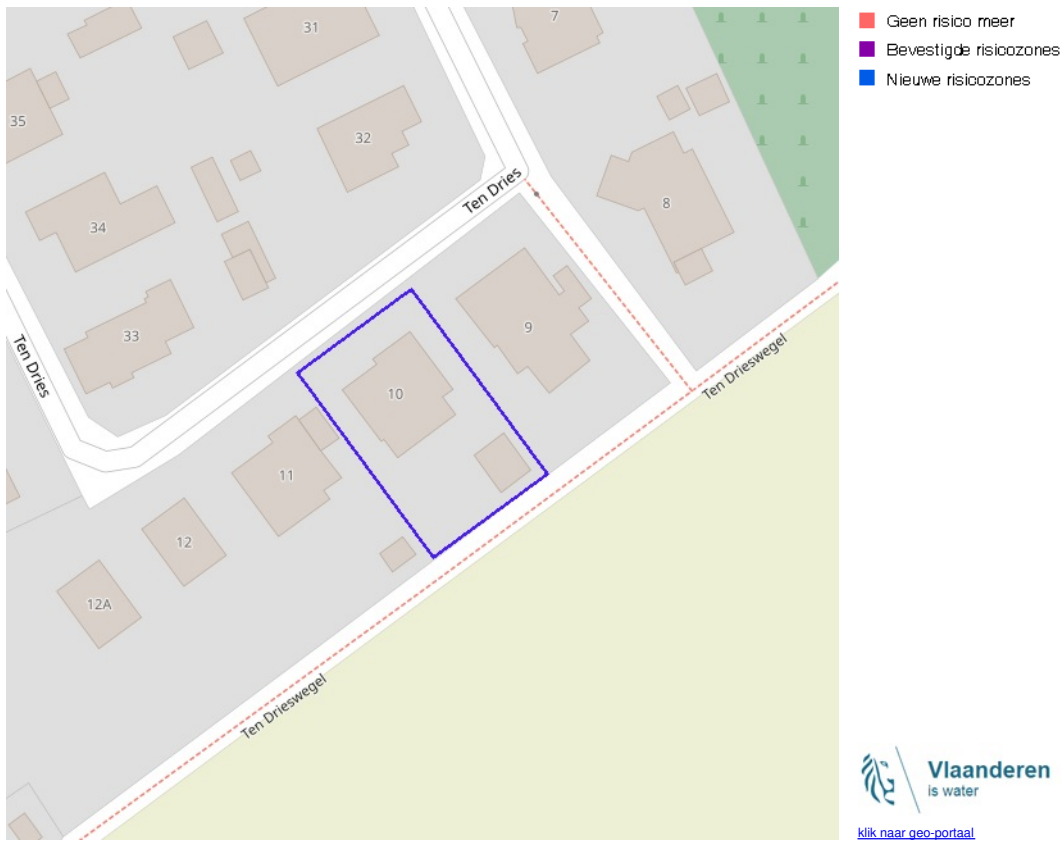 31
7
Geen risico meer
Bevestigde risicozones
Nieuwe risicozones
35
32
Ten Dries
8
34
33
9
Ten Dries
Ten Drieswegel
10
11
12
12A
Ten Drieswegel
Vlaanderen
is water
klik naar geo-portaal